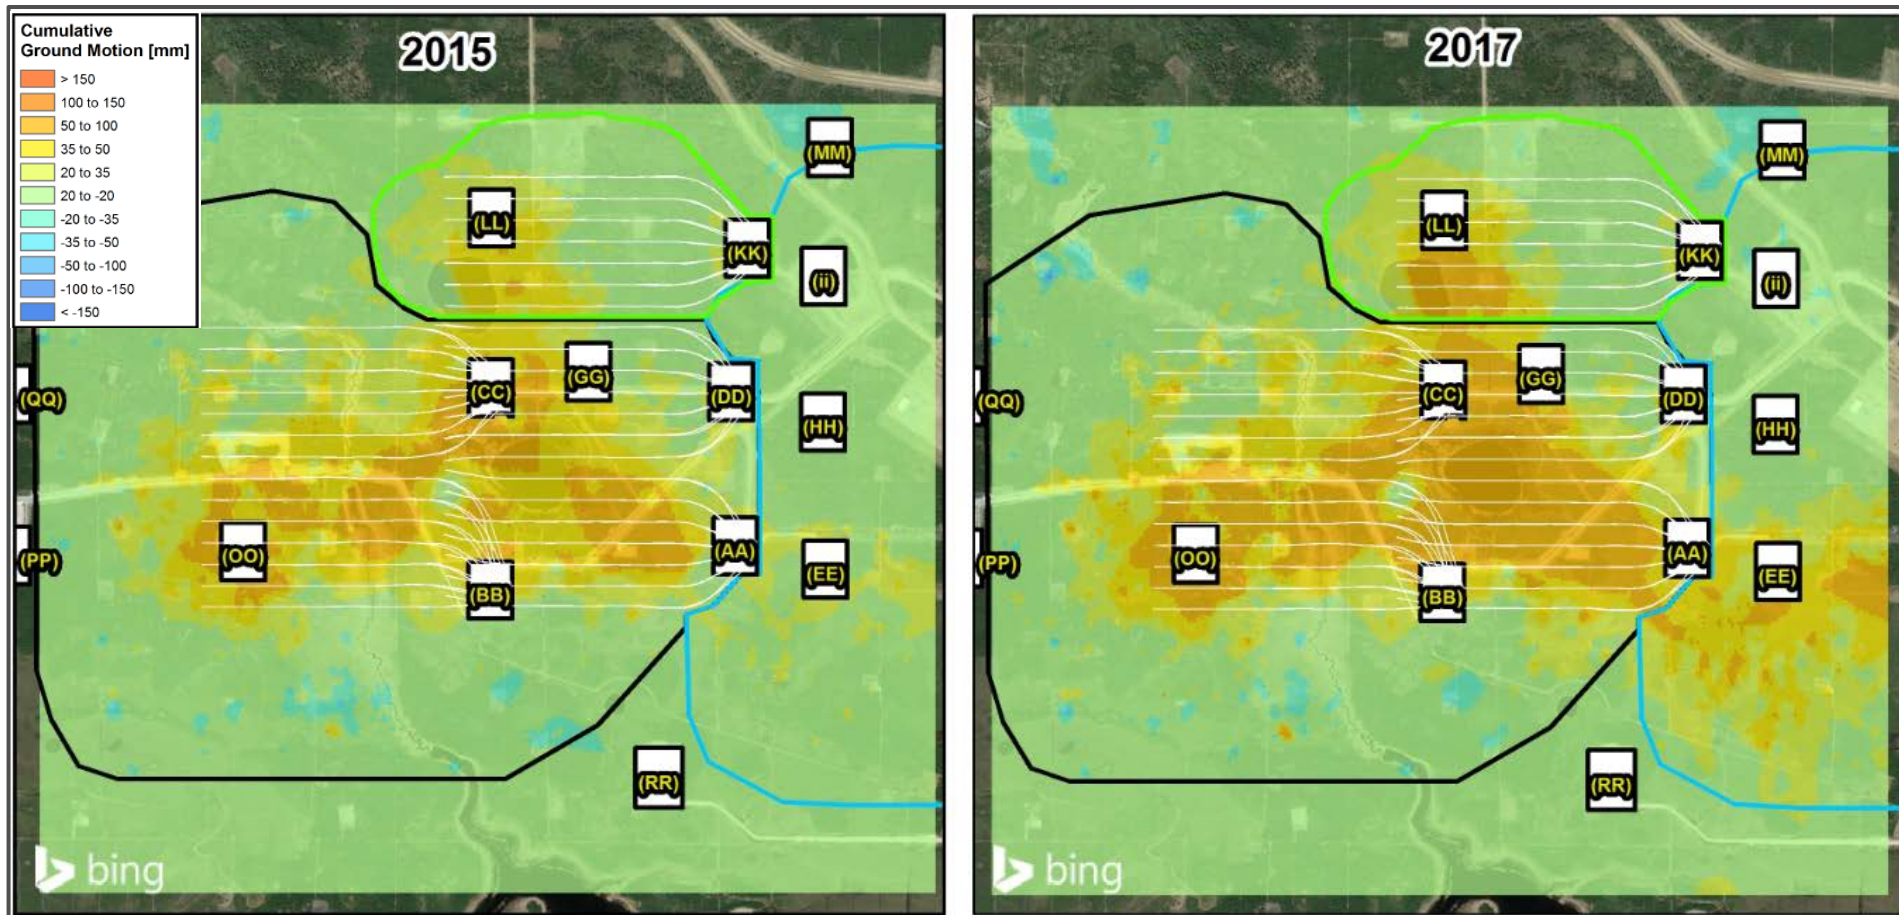 Cumulative
Ground Motion [mm]
> 150
100 to 150
50 to 100
35 to 50
20 to 35
20 to -20
-20 to -35
-35 to -50
-50 to -100
-100 to -150
< -150
2015
(MM)
(LL)
(KK)
(ii)
(GG)
(CC)
(DD)
(QQ)
(HH)
(OO)
(AA)
(PP)
(EE)
(BB)
(RR)
bing
2017
(MM)
(LL)
(KK)
(ii)
(GG)
(CC)
(DD)
(QQ)
(HH)
(OO)
(AA)
(PP)
(EE)
(BB)
(RR)
bing